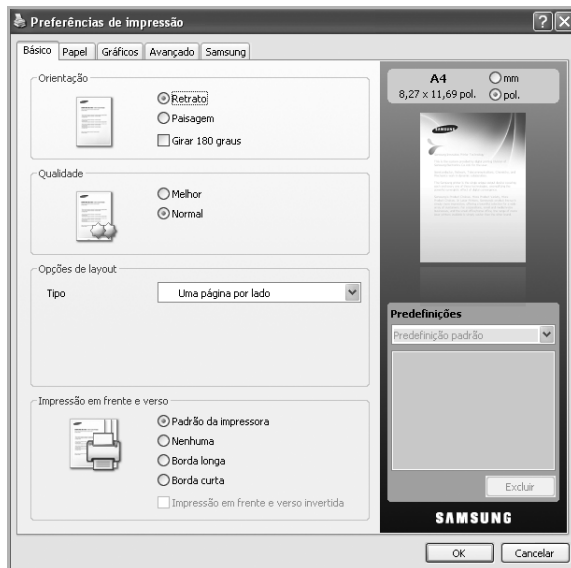 Preferências de impressão
Básico Papel Gráficos Avançado Samsung
Orientação
Retrato
Paisagem
Girar 180 graus
Qualidade
Melhor
Normal
Opções de layout
Tipo
Uma página por lado
Impressão em frente e verso
Padrão da impressora
Nenhuma
Borda longa
Borda curta
Impressão em frente e verso invertida
A4
mm
8,27 x 11,69 pol.
pol.
SAMSUNG
Predefinições
Predefinição padrão
Excluir
SAMSUNG
OK
Cancelar